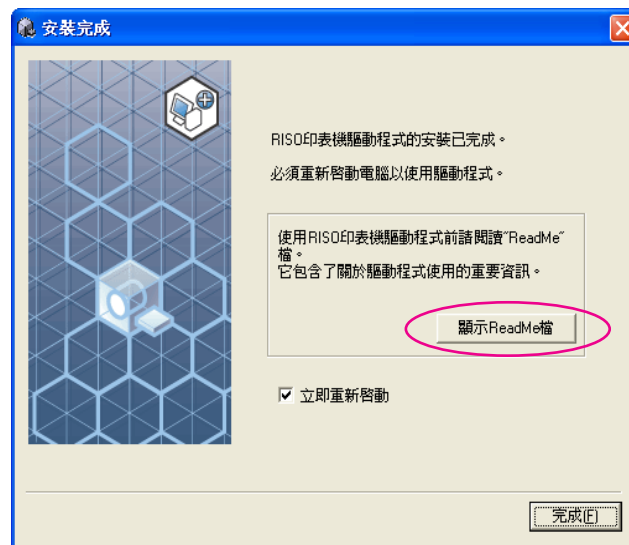 安裝完成
RISO印表機驅動程式的安裝已完成。
必須重新啓動電腦以使用驅動程式。
使用RISO印表機驅動程式前請閱讀"ReadMe"
檔。
它包含了關於驅動程式使用的重要資訊。
顯示ReadMe檔
立即重新啓動
完成(F)